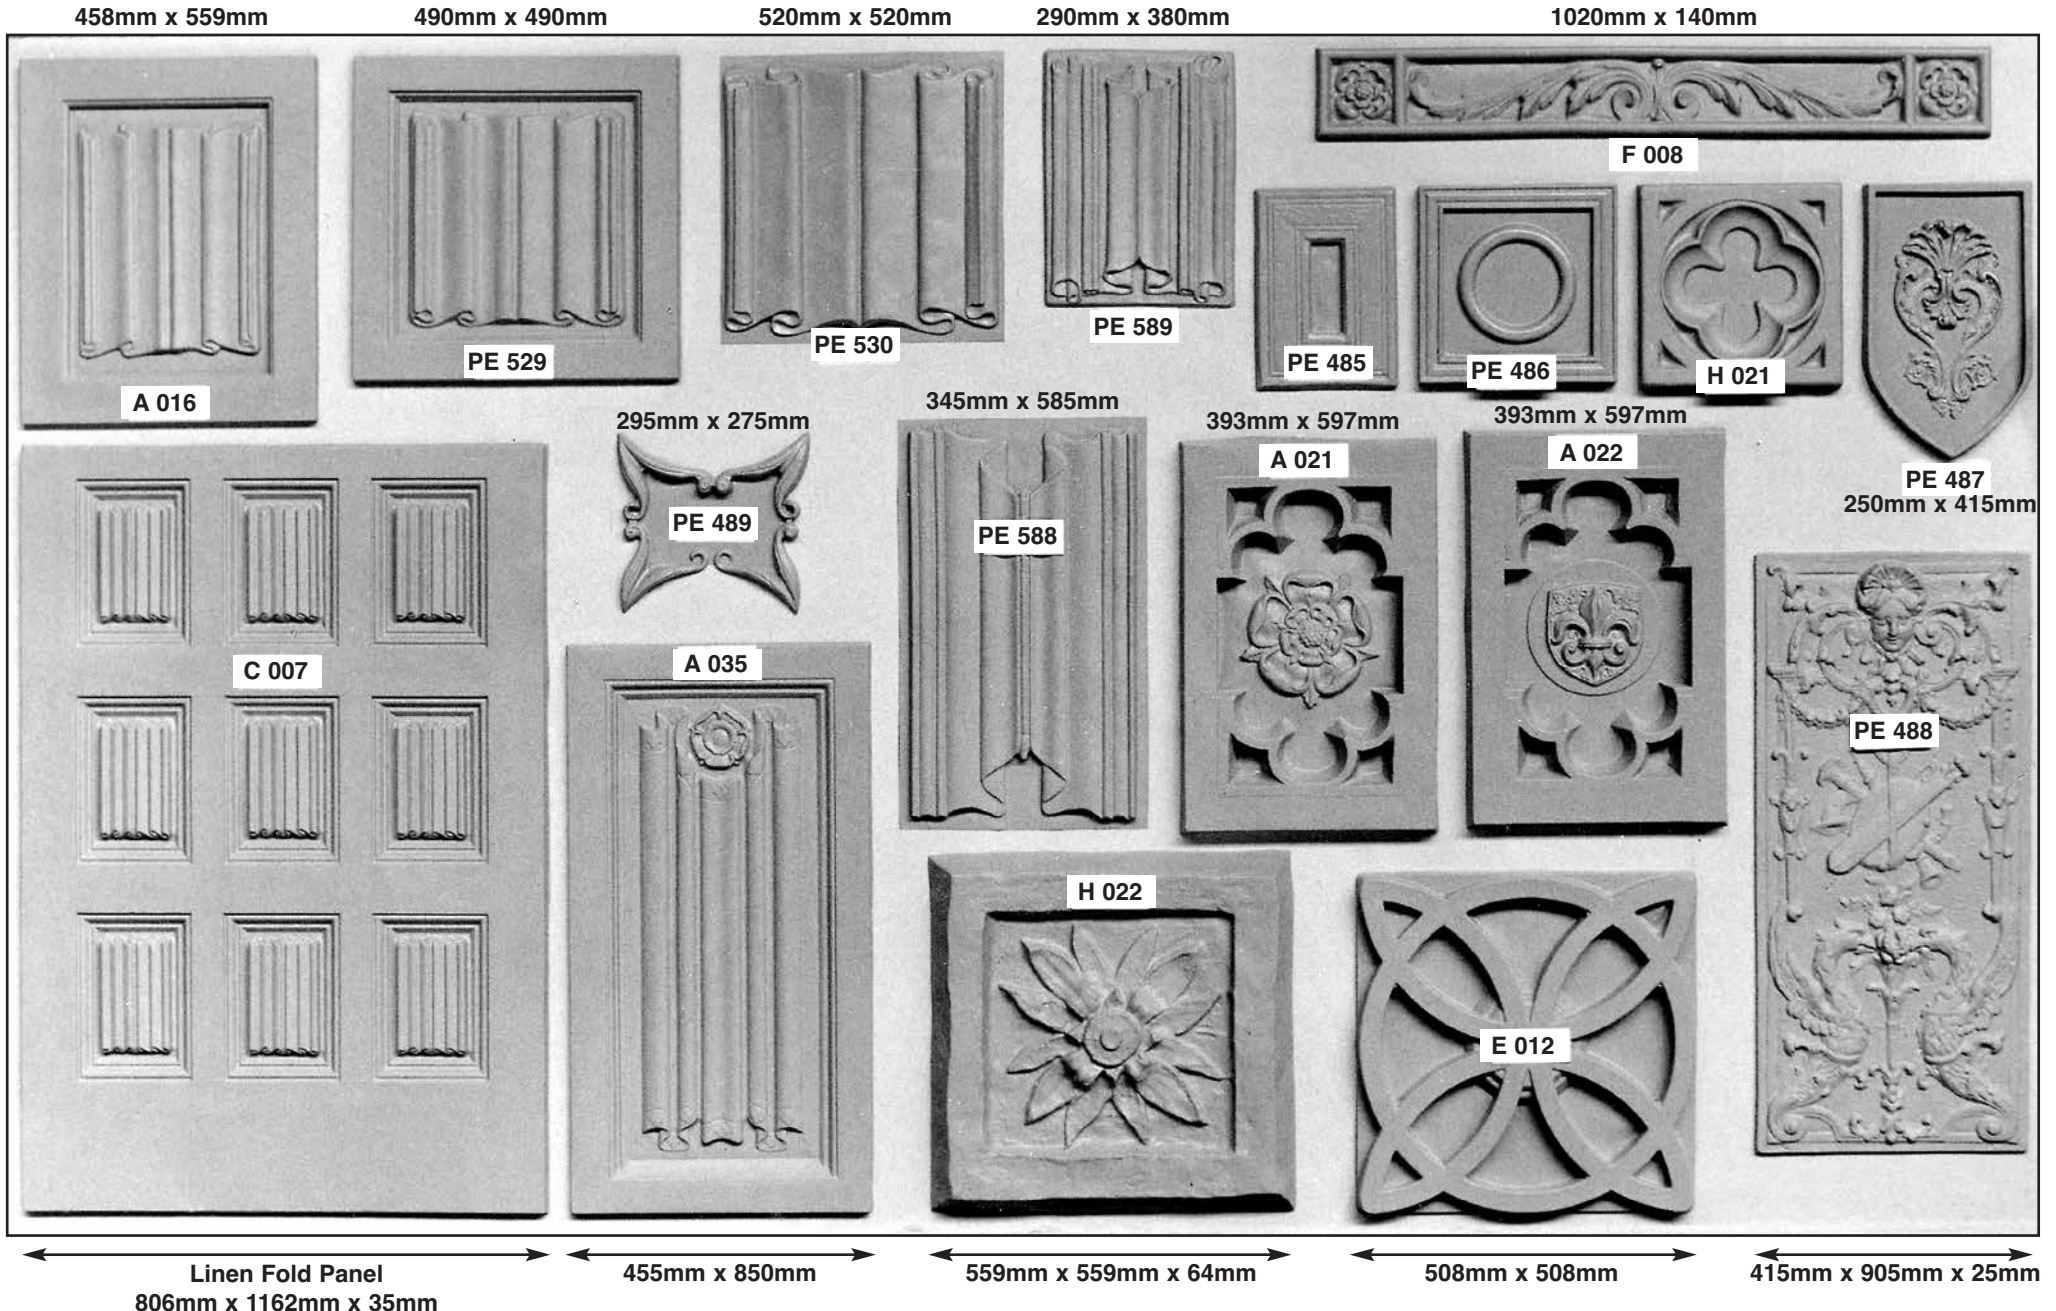 458mm x 559mm
490mm x 490mm
520mm x 520mm
290mm x 380mm
1020mm x 140mm
F 008
PE 589
PE 530
PE 529
PE 485
PE 486
H 021
A 016
345mm x 585mm
295mm x 275mm
393mm x 597mm
393mm x 597mm
A 021
A 022
PE 487
250mm x 415mm
PE 489
PE 588
C 007
A 035
PE 488
H 022
E 012
Linen Fold Panel
806mm x 1162mm x 35mm
455mm x 850mm
559mm x 559mm x 64mm
508mm x 508mm
415mm x 905mm x 25mm